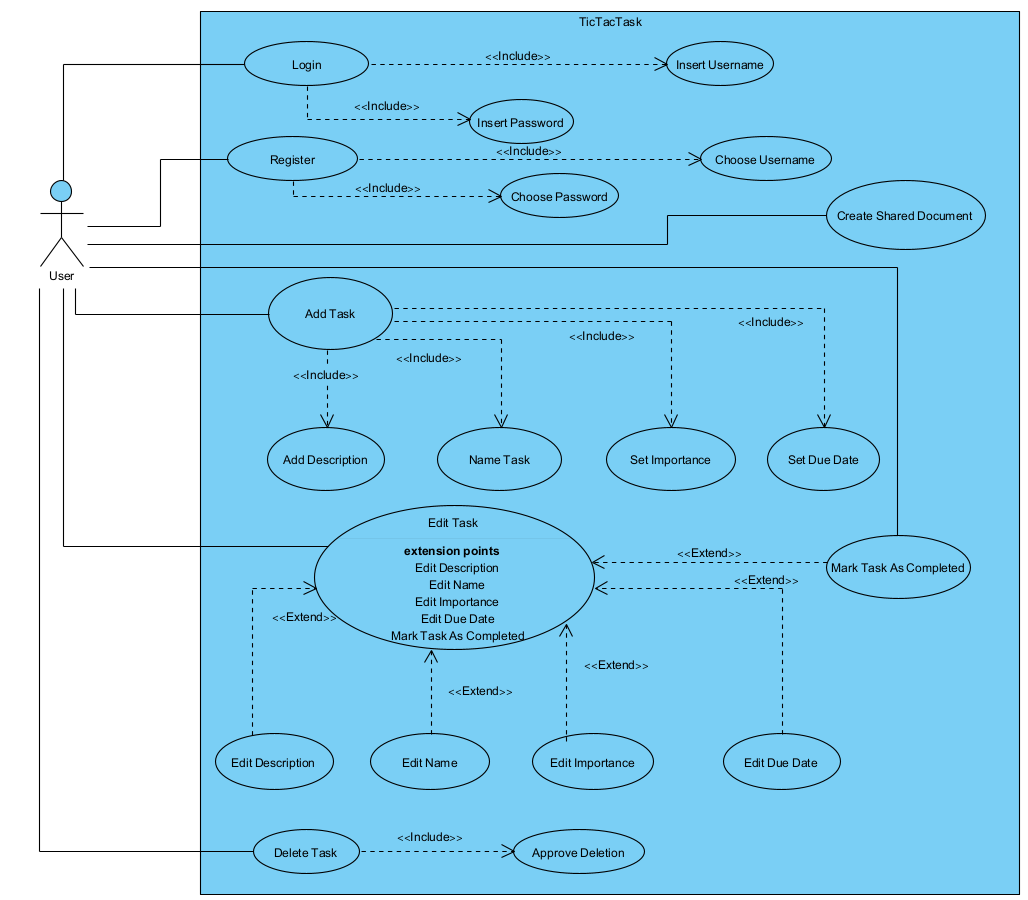 TicTacTask
Login
<<Include>>
Insert Username
<<Include>>
Insert Password
Register
<<Include>>
Choose Username
<<Include>>
Choose Password
Create Shared Document
User
Add Task
<<Include>>
<<Include>>
<<Include>>
<<Include>>
Add Description
Name Task
Set Importance
Set Due Date
Edit Task
extension points
Edit Description
Edit Name
Edit Importance
Edit Due Date
Mark Task As Completed
<<Extend>>
Mark Task As Completed
<<Extend>>
<<Extend>>
<<Extend>>
<<Extend>>
Edit Description
Edit Name
Edit Importance
Edit Due Date
Delete Task
<<Include>>
Approve Deletion